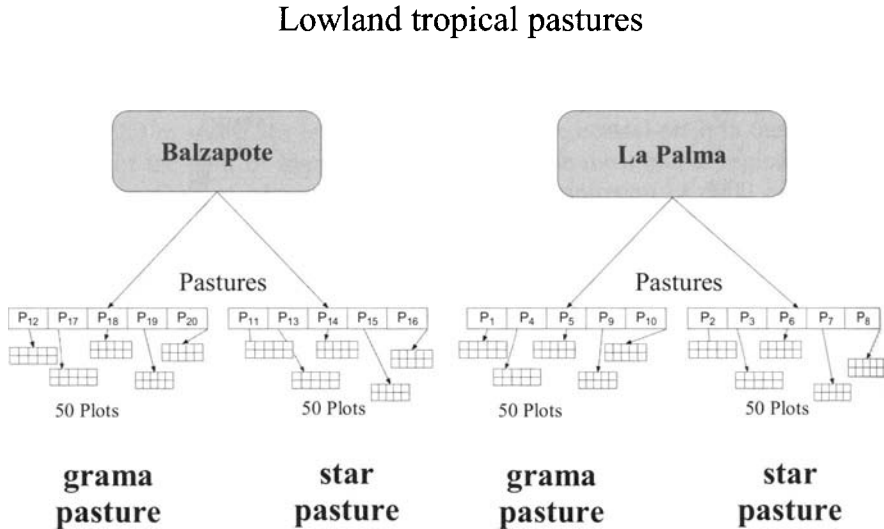 Lowland tropical pastures
Balzapote
La Palma
Pastures
Pastures
P12 P17 P18 P19 P20
P11 P13 P14 P15 P16
P1 P4 P5 P9 P10
P2 P3 P6 P7 P8
50 Plots
50 Plots
50 Plots
50 Plots
grama
pasture
star
pasture
grama
pasture
star
pasture